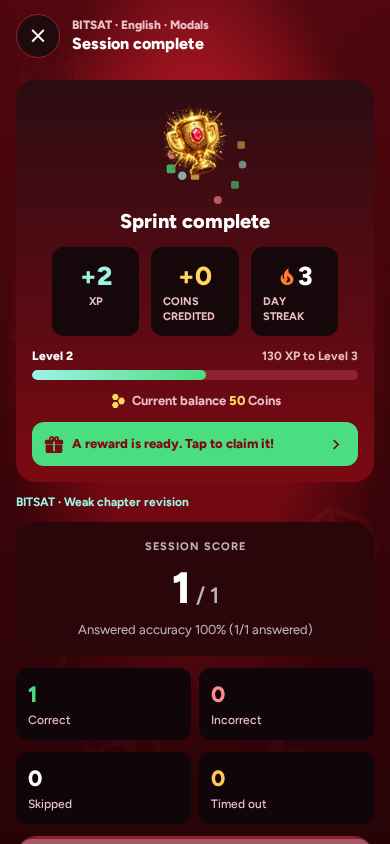 BITSAT · English · Modals
Session complete
Sprint complete
+2
XP
+0
COINS
CREDITED
3
DAY
STREAK
Level 2
130 XP to Level 3
Current balance 50 Coins
A reward is ready. Tap to claim it!
BITSAT · Weak chapter revision
SESSION SCORE
1 / 1
Answered accuracy 100% (1/1 answered)
1
Correct
0
Incorrect
0
Skipped
0
Timed out